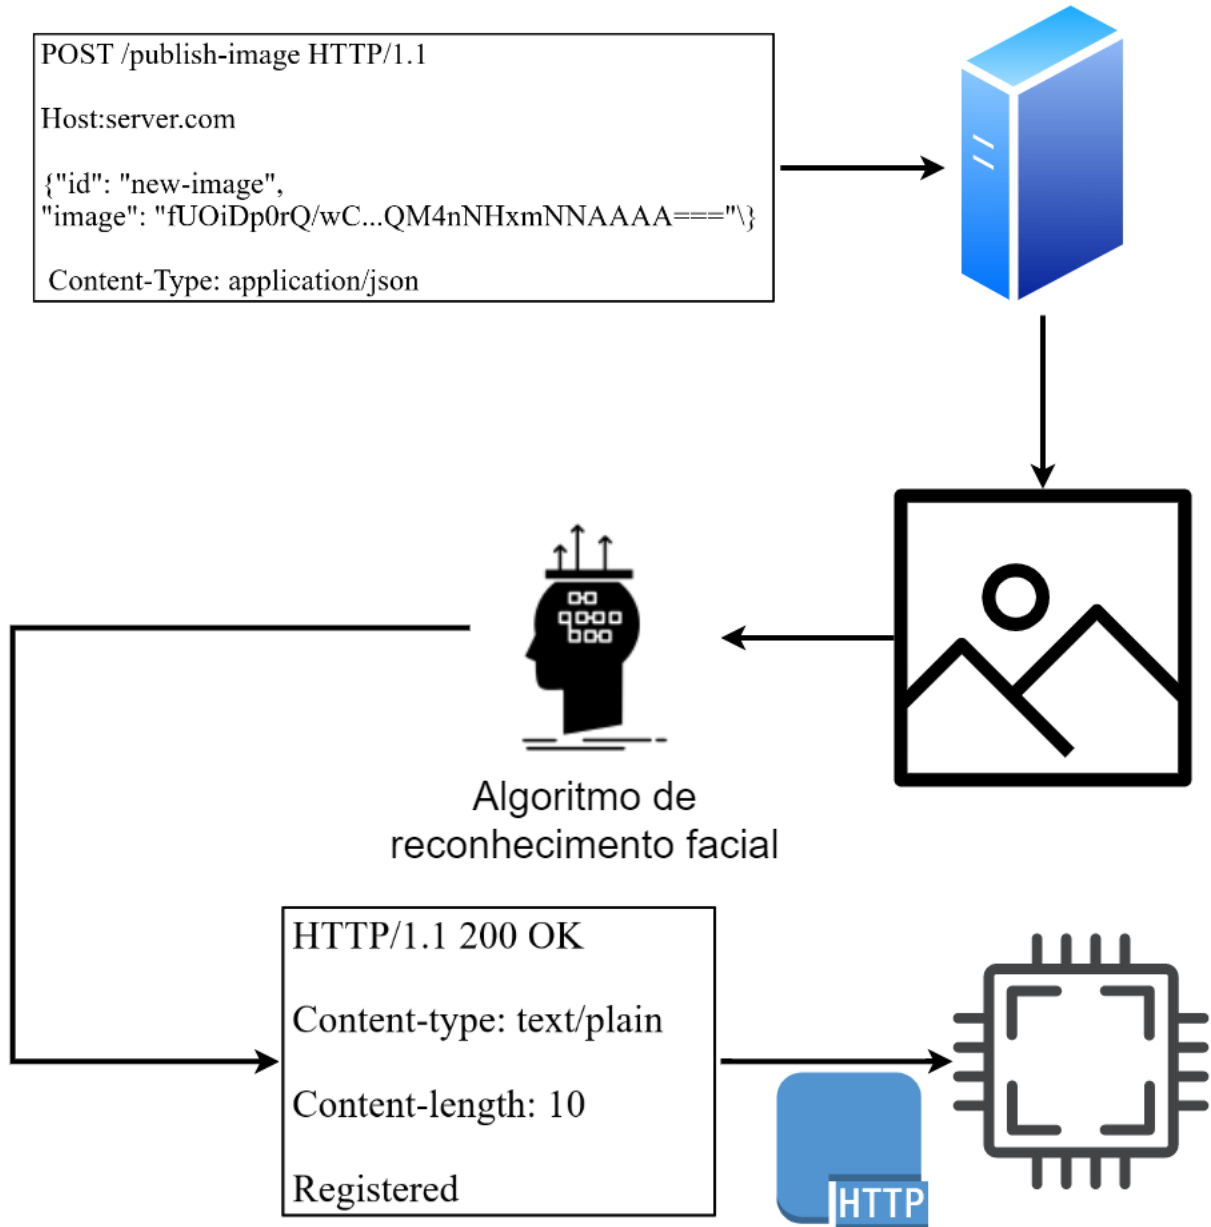 POST /publish-image HTTP/1.1
Host:server.com
{"id": "new-image",
"image": "fUOiDp0rQ/wC...QM4nNHxmNNAAAA==="\}
Content-Type: application/json
Algoritmo de
reconhecimento facial
HTTP/1.1 200 OK
Content-type: text/plain
Content-length: 10
Registered
HTTP